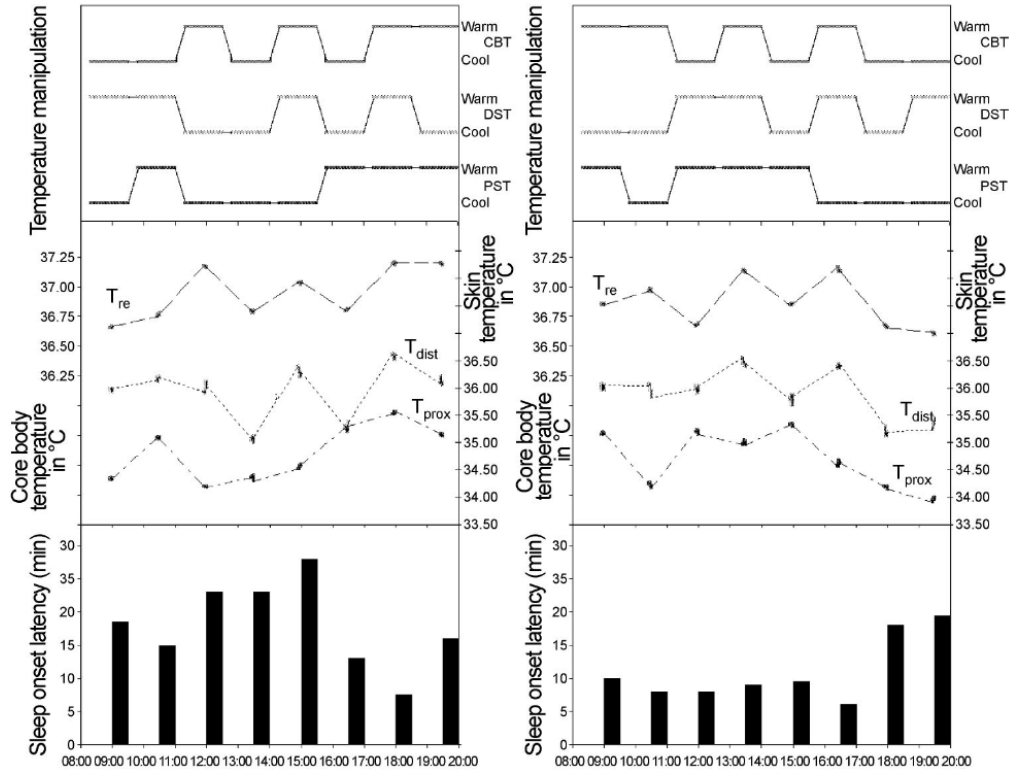 Temperature manipulation
Warm
CBT
Cool
Warm
DST
Cool
Warm
PST
Cool
Core body
temperature
in °C
37.25
37.00
36.75
36.50
36.25
T re
T dist
T prox
Skin
temperature
in °C
36.50
36.00
35.50
35.00
34.50
34.00
33.50
Sleep onset latency (min)
30
35
20
15
10
5
0
08:00 09:00 10:00 11:00 12:00 13:00 14:00 15:00 16:00 17:00 18:00 19:00 20:00
Temperature manipulation
Warm
CBT
Cool
Warm
DST
Cool
Warm
PST
Cool
Core body
temperature
in °C
37.25
37.00
36.75
36.50
36.25
T re
T dist
T prox
Skin
temperature
in °C
36.50
36.00
35.50
35.00
34.50
34.00
33.50
Sleep onset latency (min)
30
35
20
15
10
5
0
08:00 09:00 10:00 11:00 12:00 13:00 14:00 15:00 16:00 17:00 18:00 19:00 20:00